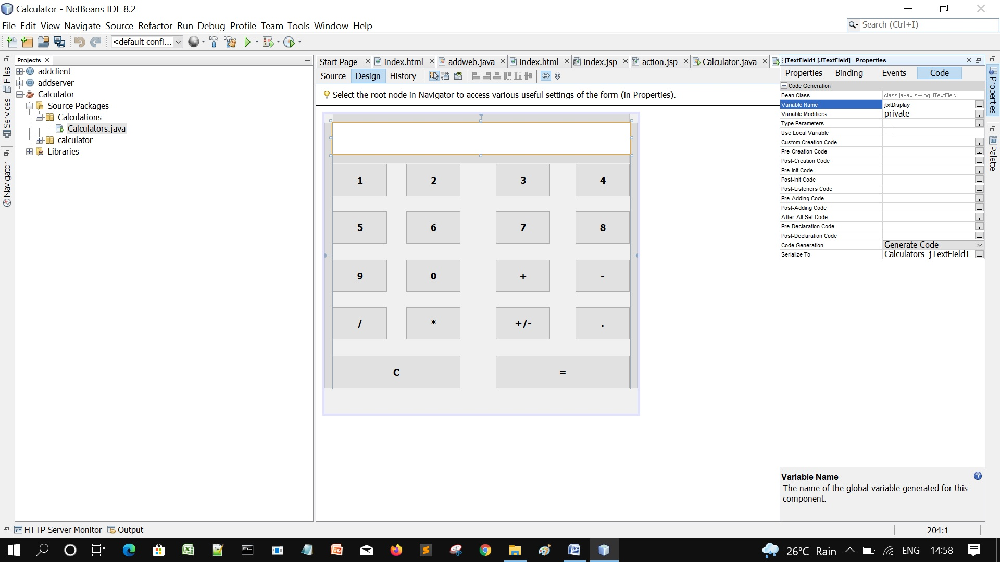 Calculator - NetBeans IDE 8.2
File Edit View Navigate Source Refactor Run Debug Profile Team Tools Window Help
Search (Ctrl+I)
<default confi...
Files
Services
Navigator
Projects
addclient
addserver
Calculator
Source Packages
Calculations
Calculators.java
calculator
Libraries
Start Page index.html addweb.java index.html index.jsp action.jsp Calculator.java
Source Design History
Select the root node in Navigator to access various useful settings of the form (in Properties).
1 2 3 4
5 6 7 8
9 0 + -
/ * +/- .
C =
jTextField1 [JTextField] - Properties
Properties Binding Events Code
Code Generation
Bean Class class javax.swing.JTextField
Variable Name jtxtDisplay
Variable Modifiers private
Type Parameters
Use Local Variable
Custom Creation Code
Pre-Creation Code
Post-Creation Code
Pre-Init Code
Post-Init Code
Post-Listeners Code
Pre-Adding Code
Post-Adding Code
After-All-Set Code
Pre-Declaration Code
Post-Declaration Code
Code Generation Generate Code
Serialize To Calculators_jTextField1
Variable Name
The name of the global variable generated for this
component.
Properties
Palette
HTTP Server Monitor Output
204:1
26°C Rain ENG 14:58